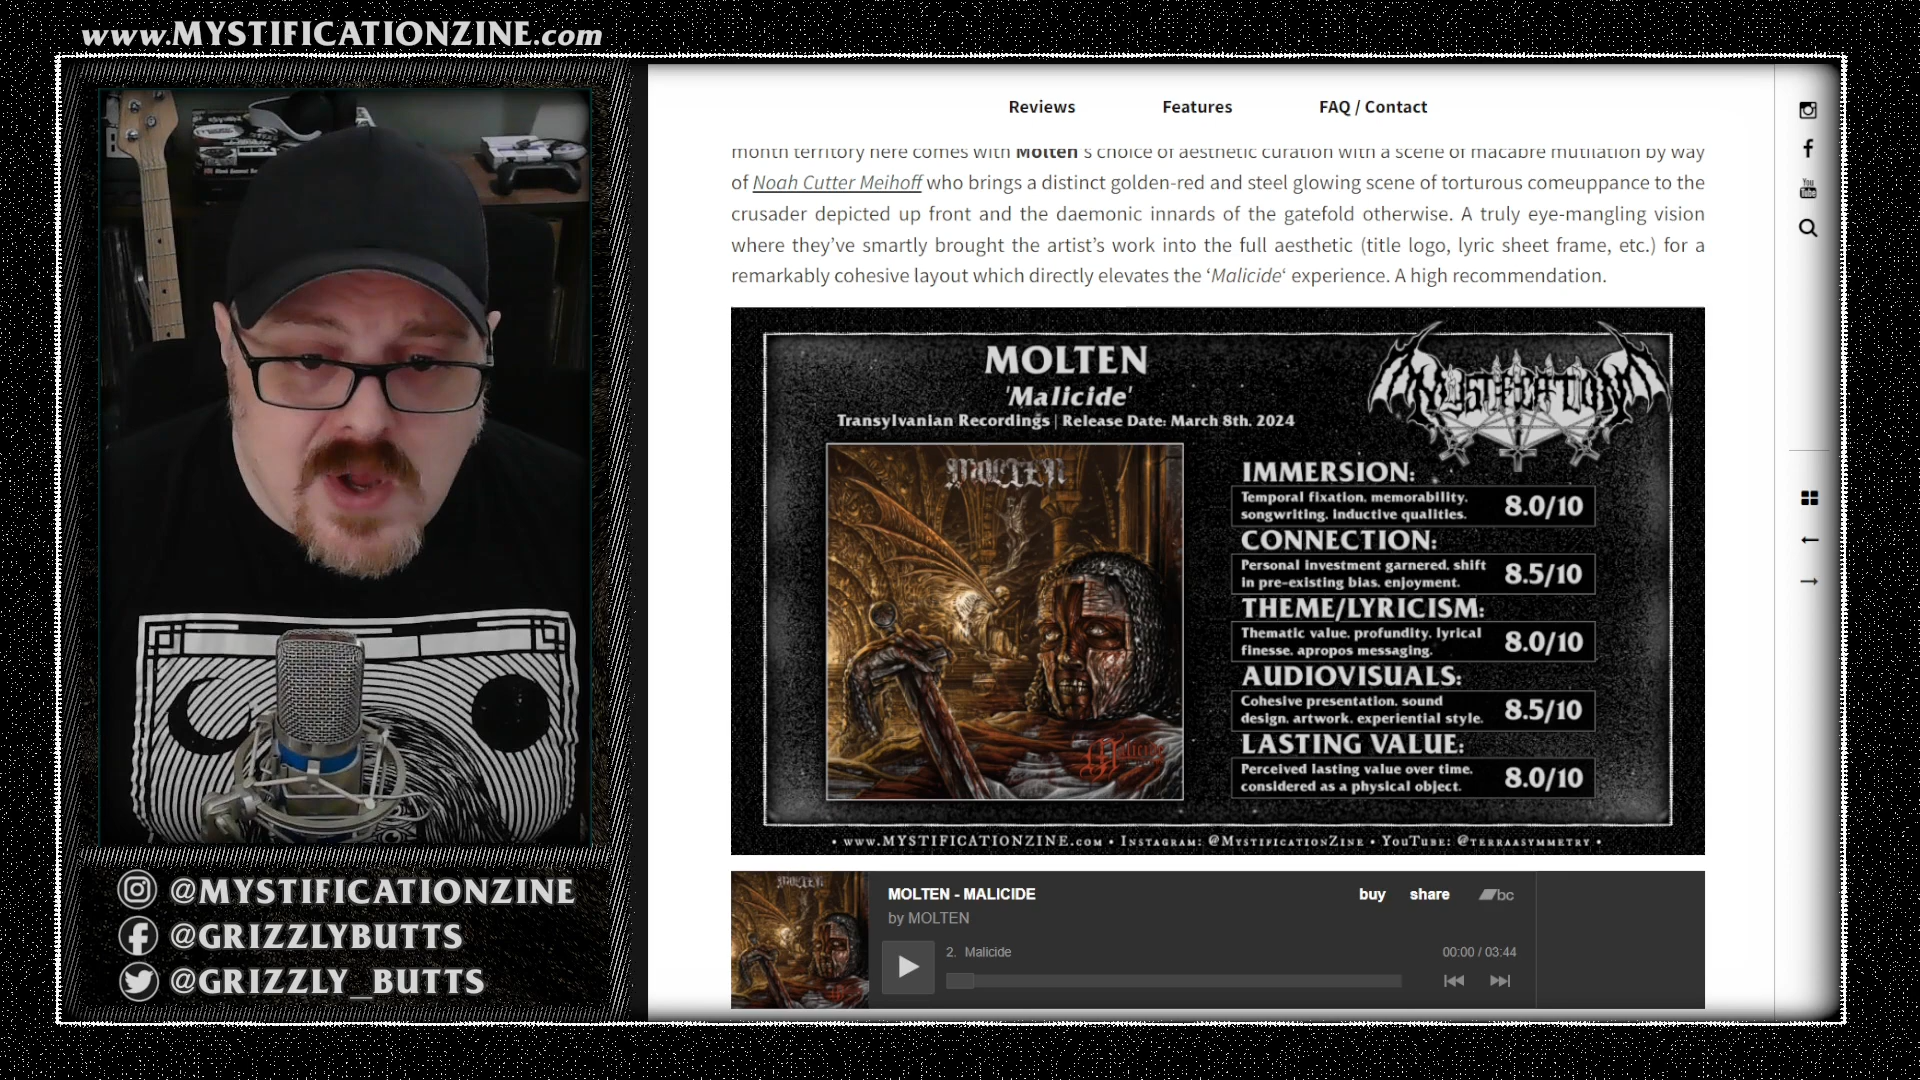 www.MYSTIFICATIONZINE.com
Reviews
Features
FAQ / Contact
month territory here comes with Molten's choice of aesthetic curation with a scene of macabre mutilation by way
of Noah Cutter Meihoff who brings a distinct golden-red and steel glowing scene of torturous comeuppance to the
crusader depicted up front and the daemonic innards of the gatefold otherwise. A truly eye-mangling vision
where they’ve smartly brought the artist’s work into the full aesthetic (title logo, lyric sheet frame, etc.) for a
remarkably cohesive layout which directly elevates the ‘Malicide‘ experience. A high recommendation.
MOLTEN
'Malicide'
Transylvanian Recordings | Release Date: March 8th, 2024
MYSTIFICATION
MOLTEN
Malicide
IMMERSION:
Temporal fixation, memorability,
songwriting, inductive qualities.
8.0/10
CONNECTION:
Personal investment garnered, shift
in pre-existing bias, enjoyment.
8.5/10
THEME/LYRICISM:
Thematic value, profundity, lyrical
finesse, apropos messaging.
8.0/10
AUDIOVISUALS:
Cohesive presentation, sound
design, artwork, experiential style.
8.5/10
LASTING VALUE:
Perceived lasting value over time,
considered as a physical object.
8.0/10
• www.MYSTIFICATIONZINE.com • Instagram: @MystificationZine • YouTube: @terraasymmetry •
MOLTEN
MOLTEN - MALICIDE
by MOLTEN
buy
share
bc
2. Malicide
00:00 / 03:44
You
Tube
@MYSTIFICATIONZINE
@GRIZZLYBUTTS
@GRIZZLY_BUTTS